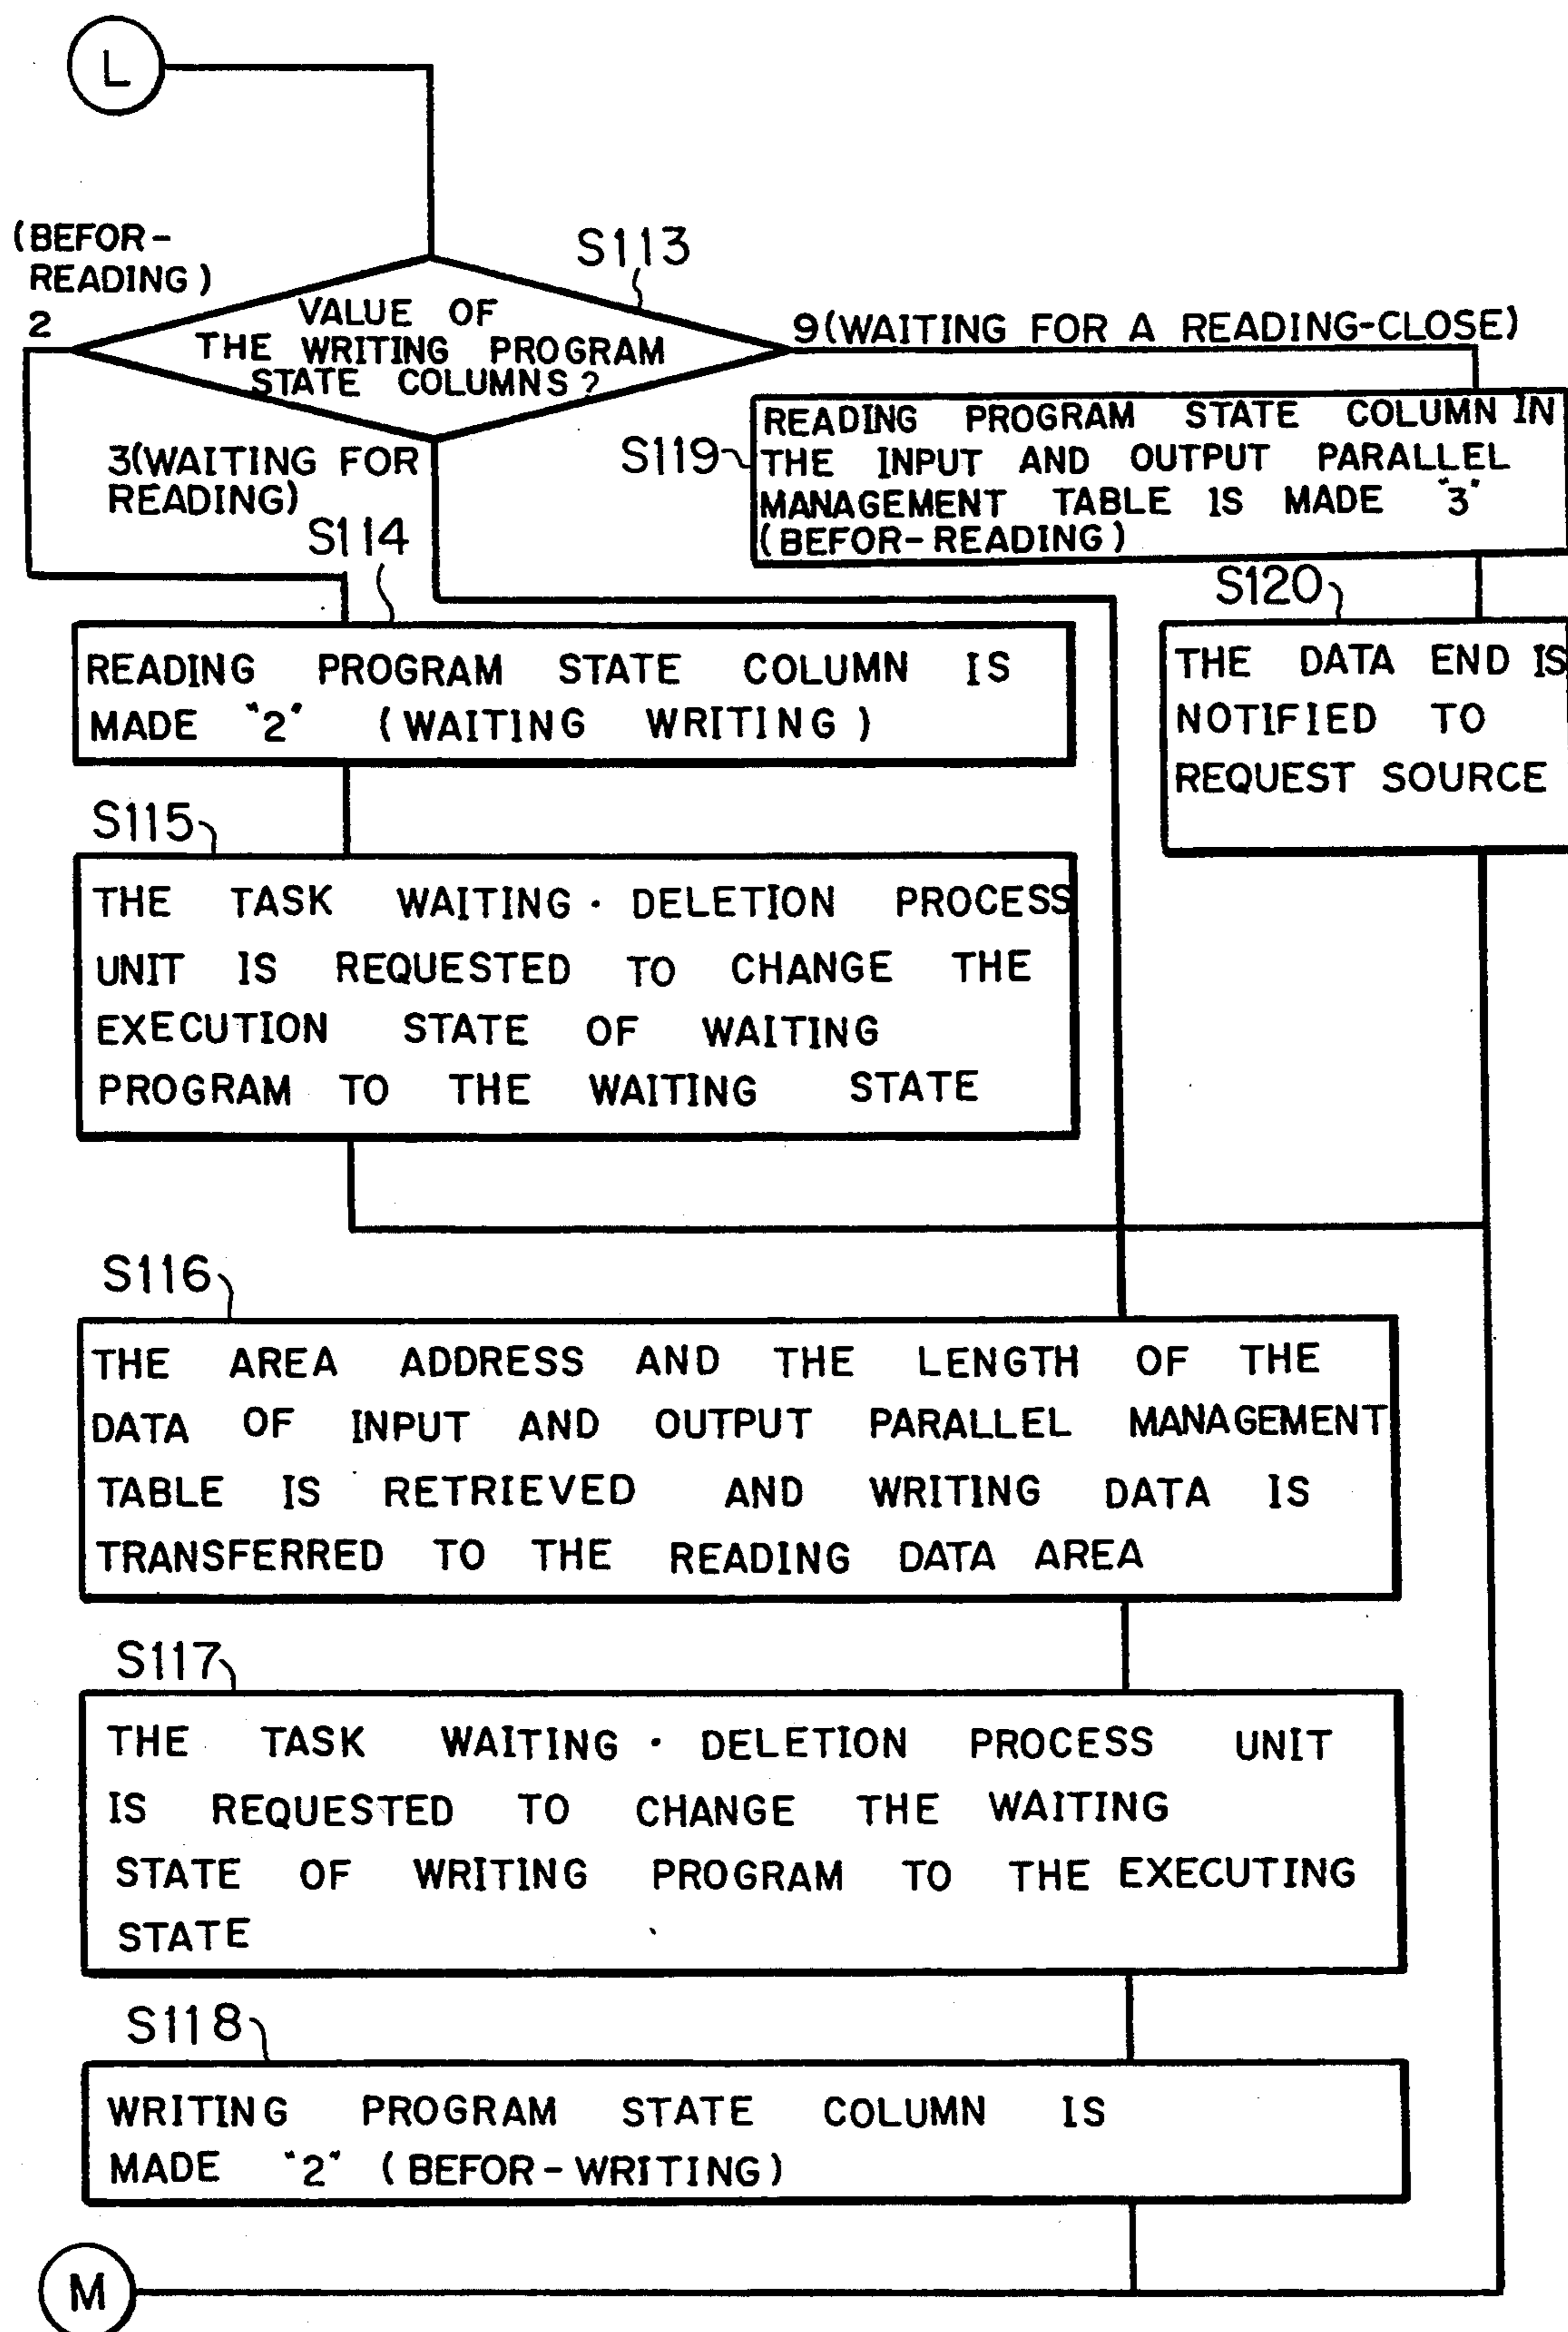 L
(BEFOR-
READING)
2
S113
VALUE OF
THE WRITING PROGRAM
STATE COLUMNS?
9(WAITING FOR A READING-CLOSE)
3(WAITING FOR
READING)
S119
READING PROGRAM STATE COLUMN IN
THE INPUT AND OUTPUT PARALLEL
MANAGEMENT TABLE IS MADE "3"
(BEFOR-READING)
S114
READING PROGRAM STATE COLUMN IS
MADE "2" (WAITING WRITING)
S120
THE DATA END IS
NOTIFIED TO
REQUEST SOURCE
S115
THE TASK WAITING · DELETION PROCESS
UNIT IS REQUESTED TO CHANGE THE
EXECUTION STATE OF WAITING
PROGRAM TO THE WAITING STATE
S116
THE AREA ADDRESS AND THE LENGTH OF THE
DATA OF INPUT AND OUTPUT PARALLEL MANAGEMENT
TABLE IS RETRIEVED AND WRITING DATA IS
TRANSFERRED TO THE READING DATA AREA
S117
THE TASK WAITING · DELETION PROCESS UNIT
IS REQUESTED TO CHANGE THE WAITING
STATE OF WRITING PROGRAM TO THE EXECUTING
STATE
S118
WRITING PROGRAM STATE COLUMN IS
MADE "2" (BEFOR-WRITING)
M